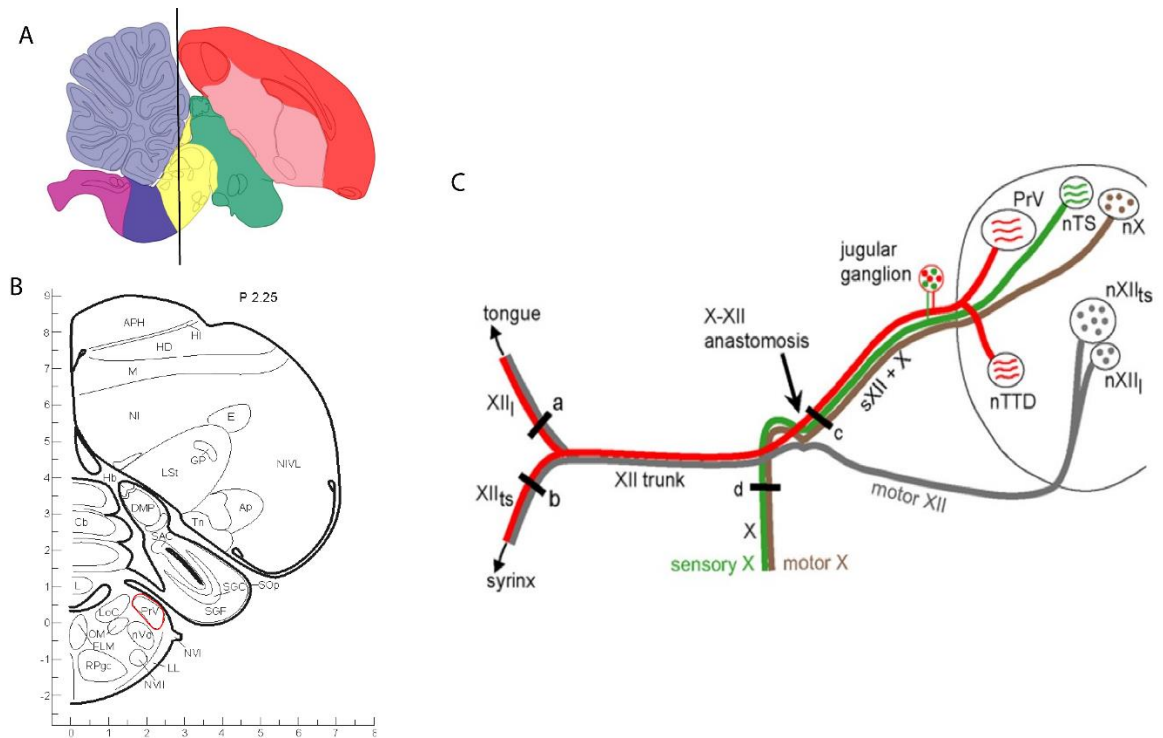 A
B
P 2.25
9
8
7
6
5
4
3
2
1
0
-1
-2
APH
HI
HD
M
NI
E
GP
LSt
NIVL
Hb
DMP
Tn
Ap
Cb
SAC
SGC
SOp
SGF
LoC
PrV
OM
nVd
FLM
NVI
RPgc
LL
NVII
0 1 2 3 4 5 6 7 8
C
PrV
nTS
nX
jugular
ganglion
nXIIts
tongue
X-XII
anastomosis
sXII + X
nXIIl
XIIl
a
nTTD
c
XIIts
b
XII trunk
d
motor XII
X
syrinx
sensory X
motor X